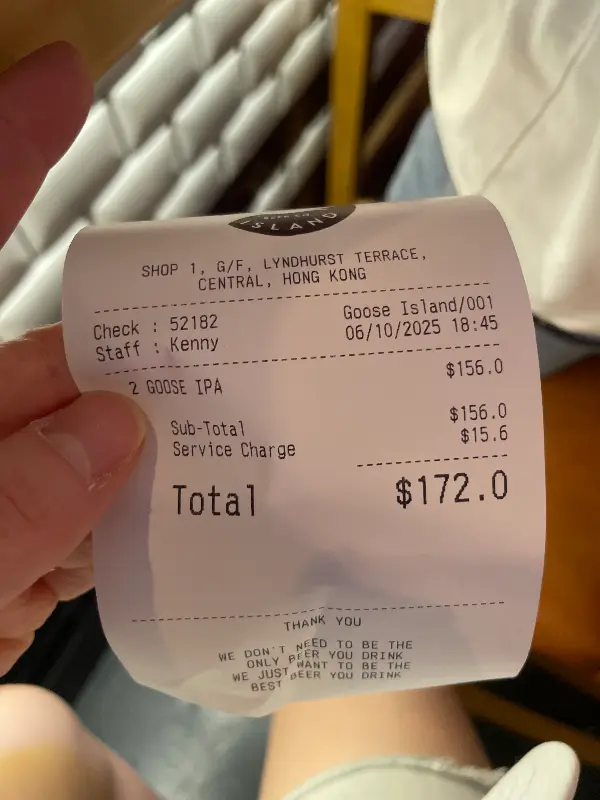 ISLAND
SHOP 1, G/F, LYNDHURST TERRACE,
CENTRAL, HONG KONG
Check : 52182 Goose Island/001
Staff : Kenny 06/10/2025 18:45
2 GOOSE IPA $156.0
Sub-Total $156.0
Service Charge $15.6
Total $172.0
THANK YOU
WE DON'T NEED TO BE THE
ONLY BEER YOU DRINK
WE JUST WANT TO BE THE
BEST BEER YOU DRINK